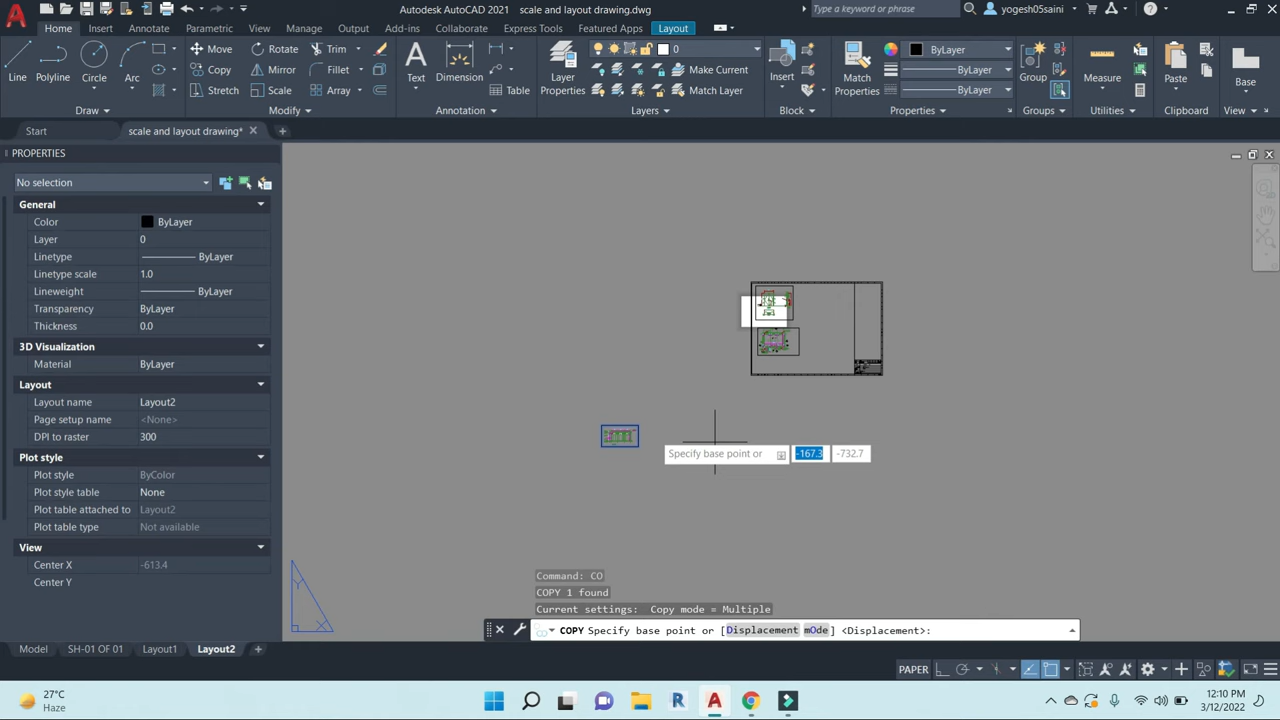 Autodesk AutoCAD 2021 scale and layout drawing.dwg
Type a keyword or phrase
yogesh05saini
Home Insert Annotate Parametric View Manage Output Add-ins Collaborate Express Tools Featured Apps Layout
Line Polyline Circle Arc
Move Rotate Trim
Copy Mirror Fillet
Stretch Scale Array
Text Dimension Table
Layer Properties
0
Make Current
Match Layer
Insert
Match Properties
ByLayer
ByLayer
ByLayer
Group
Measure
Paste
Base
Draw Modify Annotation Layers Block Properties Groups Utilities Clipboard View
Start scale and layout drawing*
PROPERTIES
No selection
General
Color ByLayer
Layer 0
Linetype ByLayer
Linetype scale 1.0
Lineweight ByLayer
Transparency ByLayer
Thickness 0.0
3D Visualization
Material ByLayer
Layout
Layout name Layout2
Page setup name <None>
DPI to raster 300
Plot style
Plot style ByColor
Plot style table None
Plot table attached to Layout2
Plot table type Not available
View
Center X -613.4
Center Y
Specify base point or -167.3 -732.7
Y
X
Command: CO
COPY 1 found
Current settings: Copy mode = Multiple
COPY Specify base point or [Displacement mOde] <Displacement>:
Model SH-01 OF 01 Layout1 Layout2
PAPER
27°C
Haze
12:10 PM
3/12/2022